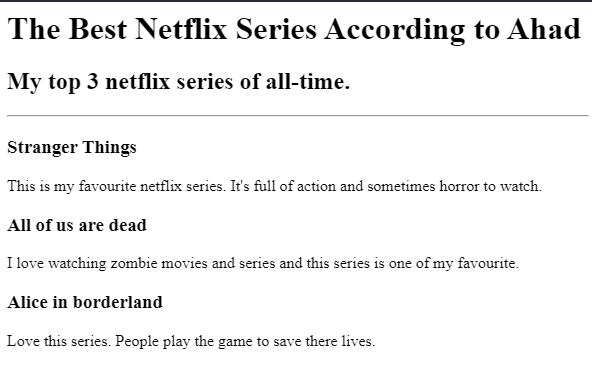 The Best Netflix Series According to Ahad
My top 3 netflix series of all-time.
Stranger Things
This is my favourite netflix series. It's full of action and sometimes horror to watch.
All of us are dead
I love watching zombie movies and series and this series is one of my favourite.
Alice in borderland
Love this series. People play the game to save there lives.